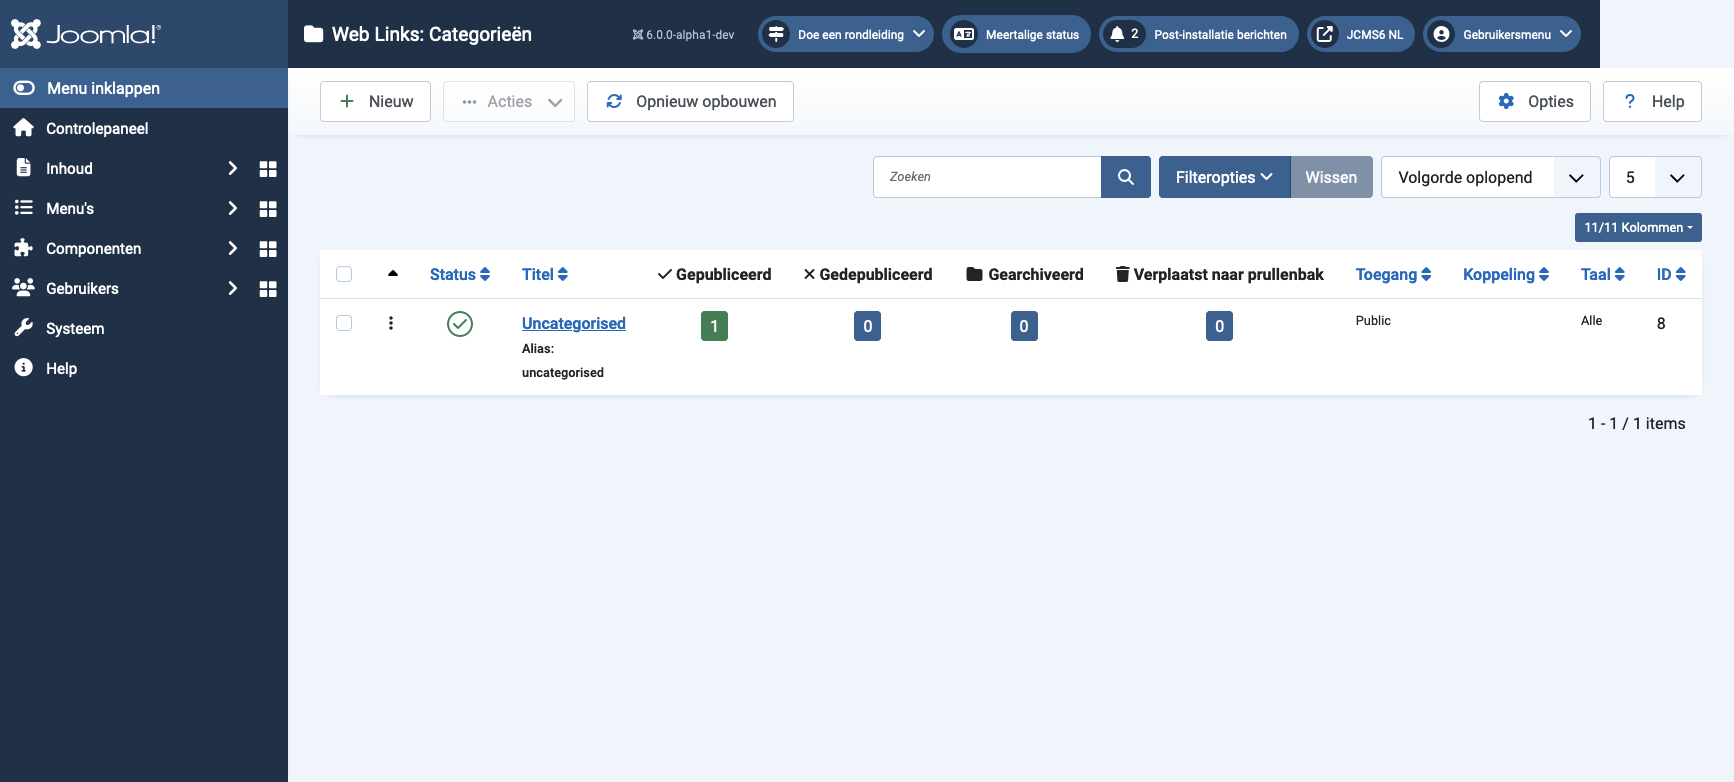 Joomla!®
Web Links: Categorieën
6.0.0-alpha1-dev
Doe een rondleiding
Meertalige status
2 Post-installatie berichten
JCMS6 NL
Gebruikersmenu
Menu inklappen
Controlepaneel
Inhoud
Menu's
Componenten
Gebruikers
Systeem
Help
Nieuw
Acties
Opnieuw opbouwen
Opties
? Help
Zoeken
Filteropties
Wissen
Volgorde oplopend
5
11/11 Kolommen
Status Titel Gepubliceerd Gedepubliceerd Gearchiveerd Verplaatst naar prullenbak Toegang Koppeling Taal ID
Uncategorised 1 0 0 0 Public Alle 8
Alias:
uncategorised
1 - 1 / 1 items